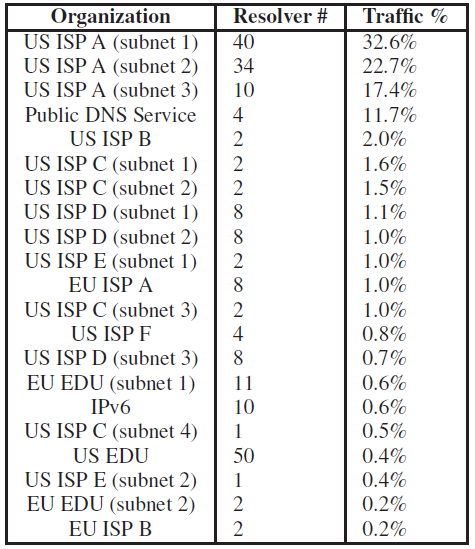 Organization Resolver # Traffic %
US ISP A (subnet 1) 40 32.6%
US ISP A (subnet 2) 34 22.7%
US ISP A (subnet 3) 10 17.4%
Public DNS Service 4 11.7%
US ISP B 2 2.0%
US ISP C (subnet 1) 2 1.6%
US ISP C (subnet 2) 2 1.5%
US ISP D (subnet 1) 8 1.1%
US ISP D (subnet 2) 8 1.0%
US ISP E (subnet 1) 2 1.0%
EU ISP A 8 1.0%
US ISP C (subnet 3) 2 1.0%
US ISP F 4 0.8%
US ISP D (subnet 3) 8 0.7%
EU EDU (subnet 1) 11 0.6%
IPv6 10 0.6%
US ISP C (subnet 4) 1 0.5%
US EDU 50 0.4%
US ISP E (subnet 2) 1 0.4%
EU EDU (subnet 2) 2 0.2%
EU ISP B 2 0.2%